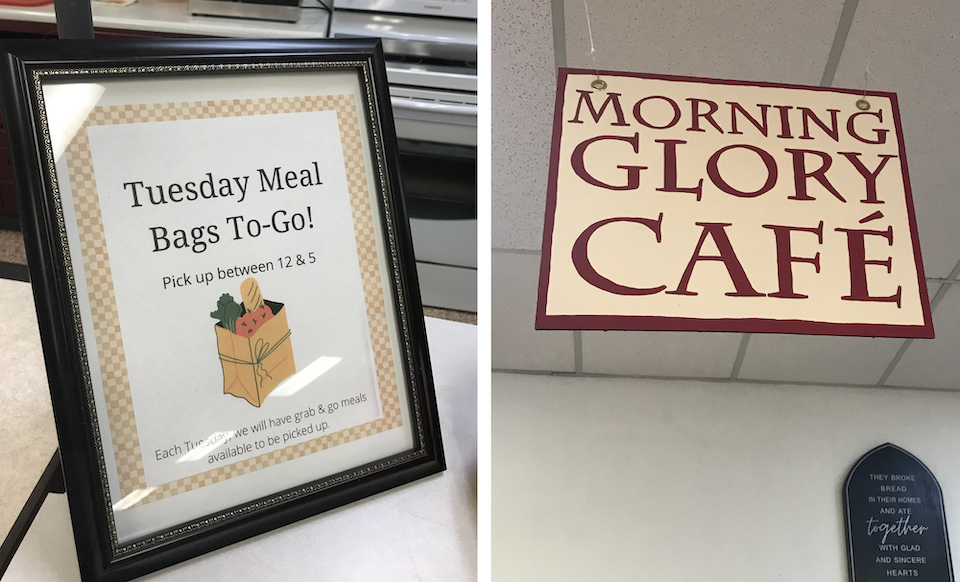 Tuesday Meal
Bags To-Go!
Pick up between 12 & 5
Each Tuesday, we will have grab & go meals
available to be picked up.
MORNING
GLORY
CAFÉ
THEY BROKE
BREAD
IN THEIR HOMES
AND ATE
together
WITH GLAD
AND SINCERE
HEARTS